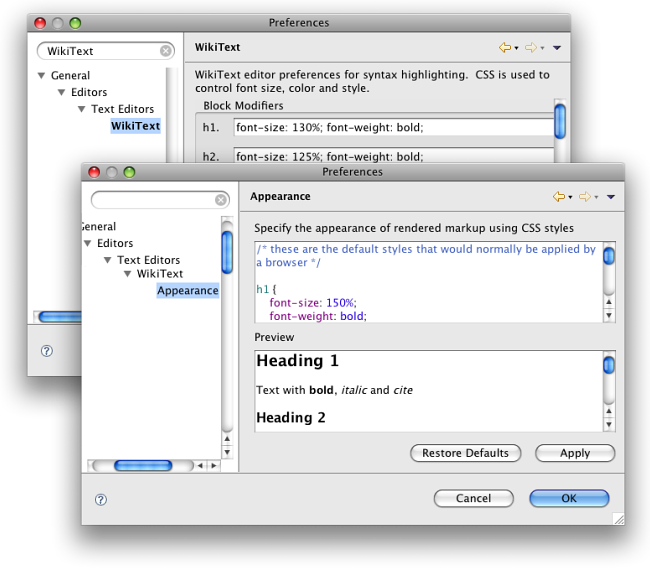 Preferences
WikiText
WikiText
General
Editors
Text Editors
WikiText
WikiText editor preferences for syntax highlighting.  CSS is used to
control font size, color and style.
Block Modifiers
h1. font-size: 130%; font-weight: bold;
h2. font-size: 125%; font-weight: bold;
?
Preferences
Appearance
General
Editors
Text Editors
WikiText
Appearance
Specify the appearance of rendered markup using CSS styles
/* these are the default styles that would normally be applied by
a browser */
h1 {
font-size: 150%;
font-weight: bold;
Preview
Heading 1
Text with bold, italic and cite
Heading 2
Restore Defaults
Apply
?
Cancel
OK